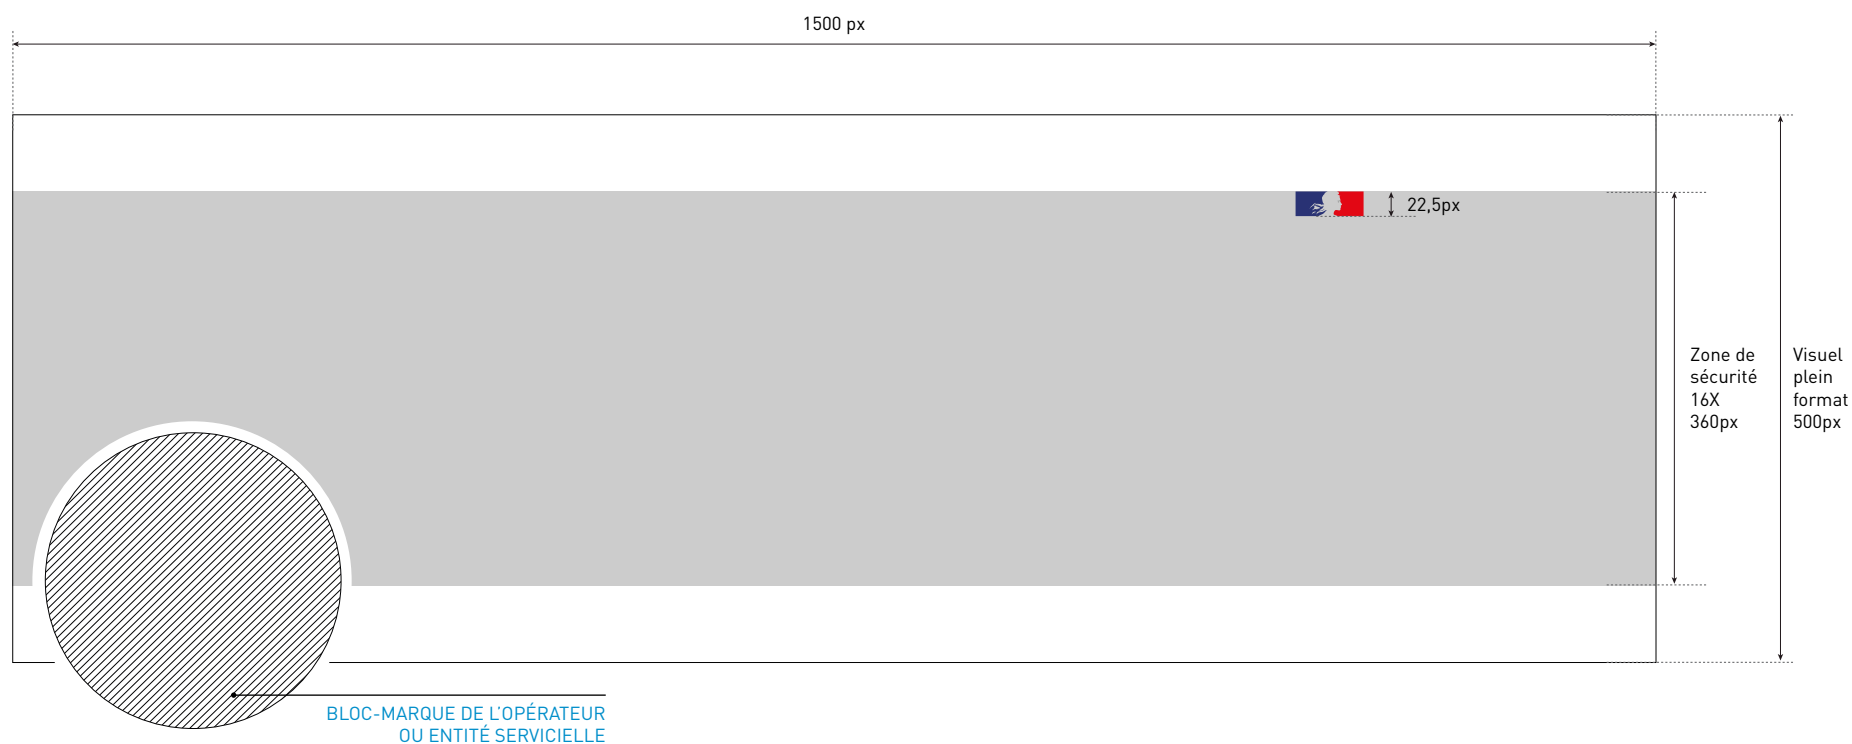 1500 px
22,5px
Zone de
sécurité
16X
360px
Visuel
plein
format
500px
BLOC-MARQUE DE L'OPÉRATEUR
OU ENTITÉ SERVICIELLE